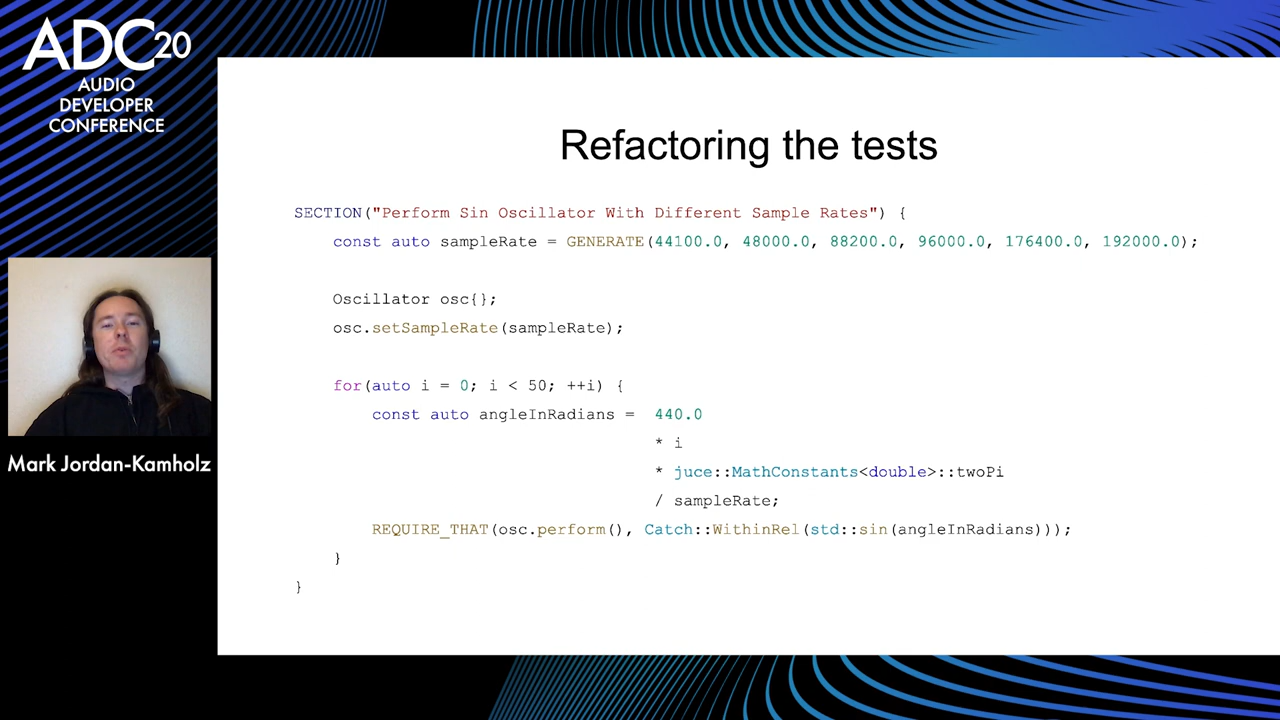 ADC20
AUDIO
DEVELOPER
CONFERENCE
Refactoring the tests
SECTION("Perform Sin Oscillator With Different Sample Rates") {
const auto sampleRate = GENERATE(44100.0, 48000.0, 88200.0, 96000.0, 176400.0, 192000.0);
Oscillator osc{};
osc.setSampleRate(sampleRate);
for(auto i = 0; i < 50; ++i) {
const auto angleInRadians = 440.0
* i
* juce::MathConstants<double>::twoPi
/ sampleRate;
REQUIRE_THAT(osc.perform(), Catch::WithinRel(std::sin(angleInRadians)));
}
}
Mark Jordan-Kamholz